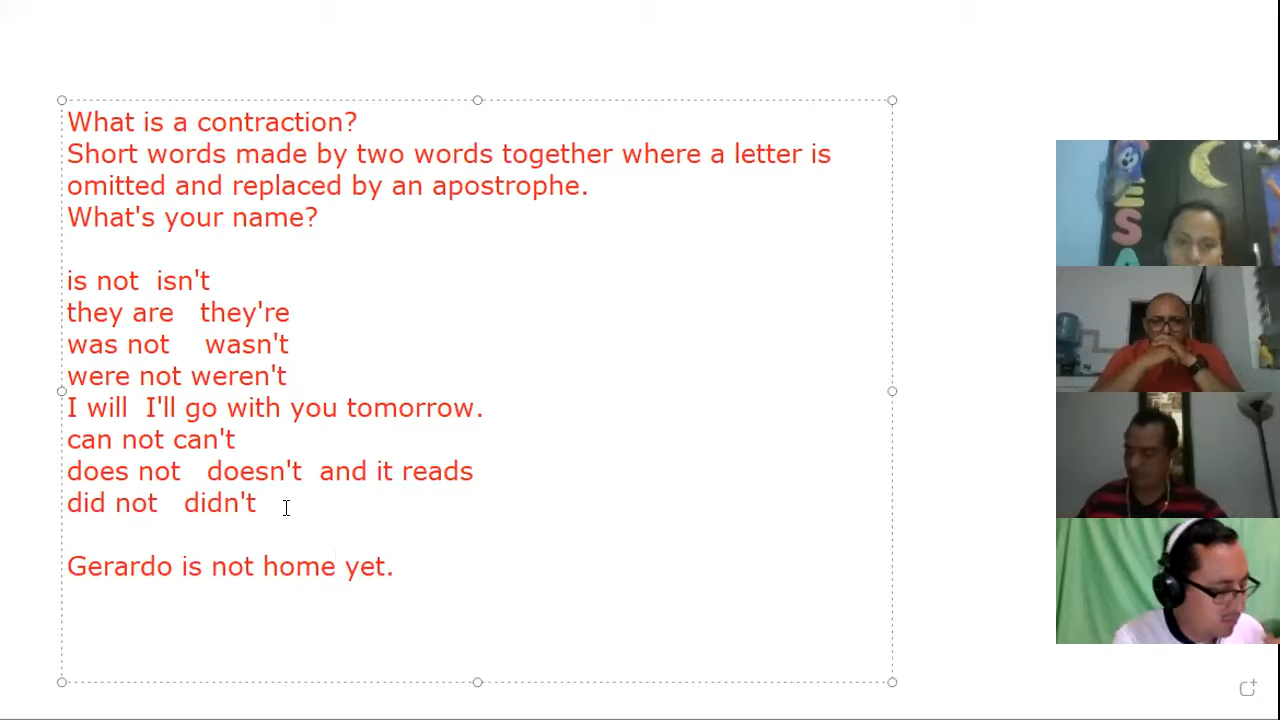 What is a contraction?
Short words made by two words together where a letter is
omitted and replaced by an apostrophe.
What's your name?
is not isn't
they are they're
was not wasn't
were not weren't
I will I'll go with you tomorrow.
can not can't
does not doesn't and it reads
did not didn't
Gerardo is not home yet.
E
S
A